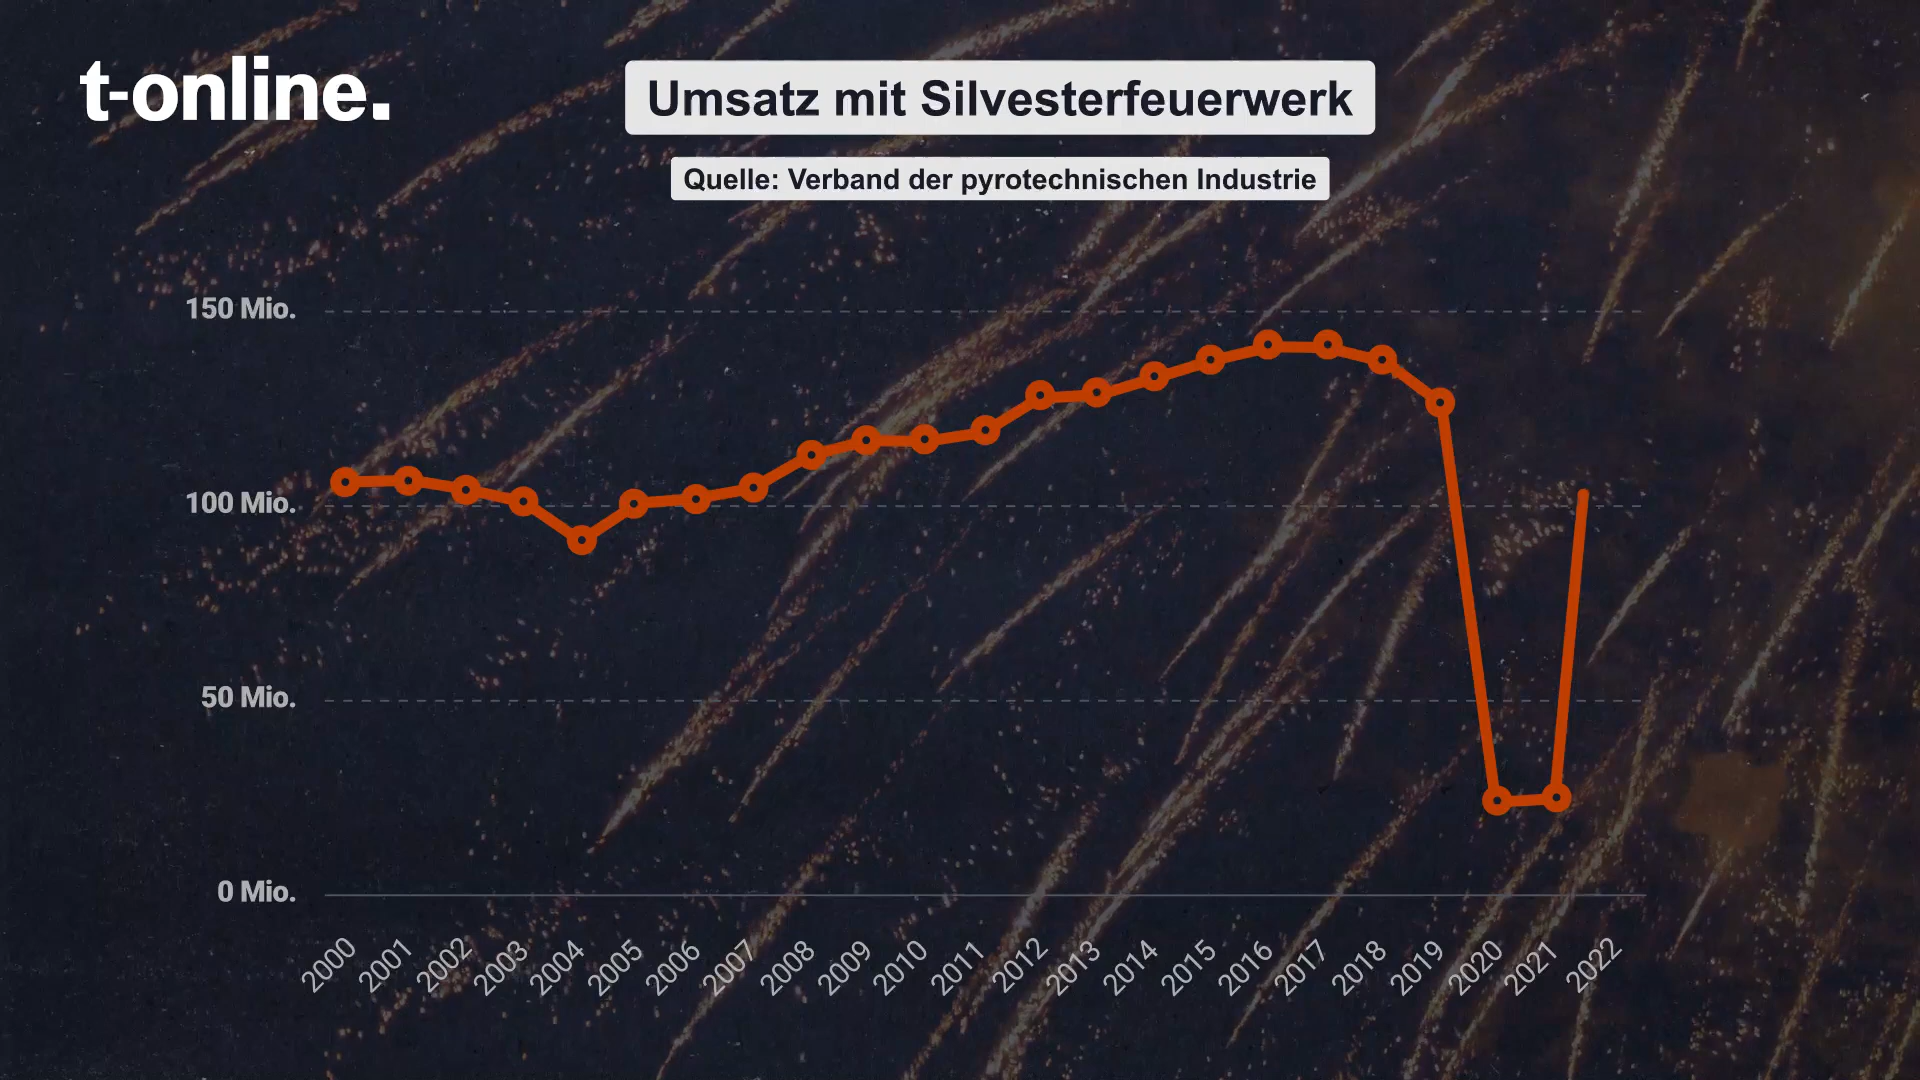 t-online.
Umsatz mit Silvesterfeuerwerk
Quelle: Verband der pyrotechnischen Industrie
150 Mio.
100 Mio.
50 Mio.
0 Mio.
2000 2001 2002 2003 2004 2005 2006 2007 2008 2009 2010 2011 2012 2013 2014 2015 2016 2017 2018 2019 2020 2021 2022